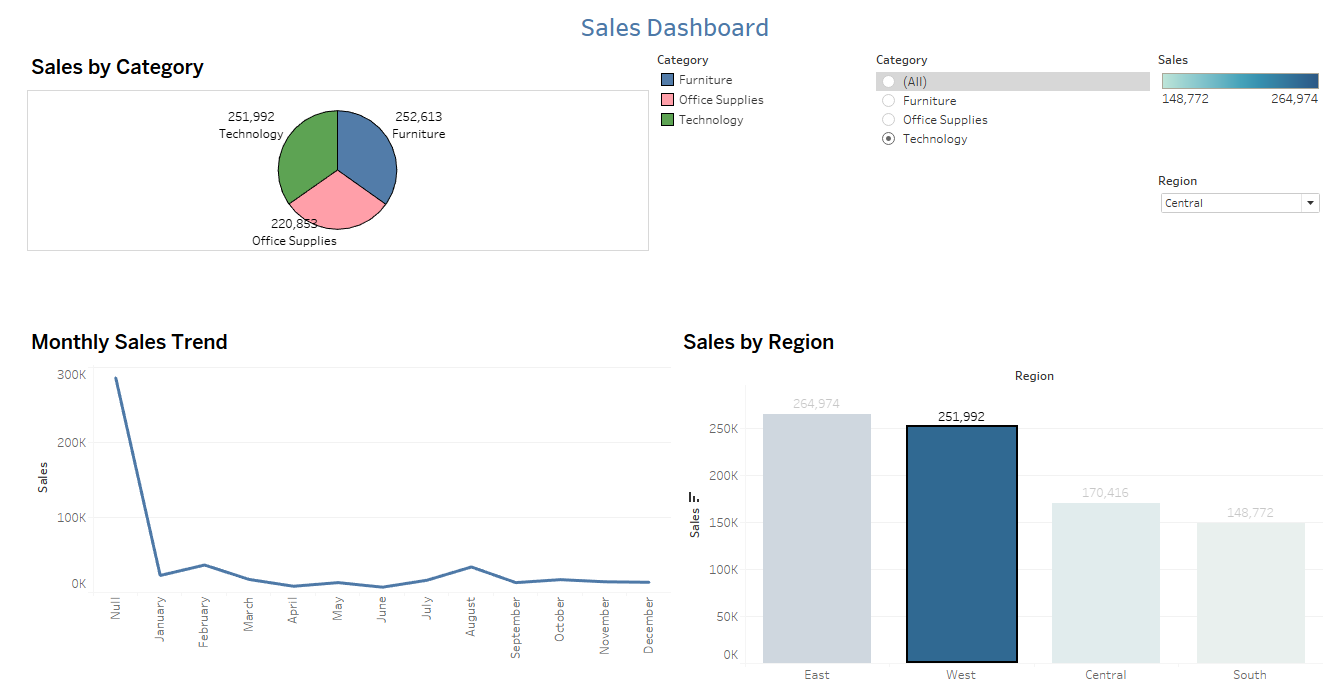 Sales Dashboard
Sales by Category
251,992
Technology
252,613
Furniture
220,853
Office Supplies
Category
Furniture
Office Supplies
Technology
Category
(All)
Furniture
Office Supplies
Technology
Sales
148,772 264,974
Region
Central
Monthly Sales Trend
Sales
300K
200K
100K
0K
Null
January
February
March
April
May
June
July
August
September
October
November
December
Sales by Region
Region
Sales
250K
200K
150K
100K
50K
0K
264,974
251,992
170,416
148,772
East
West
Central
South